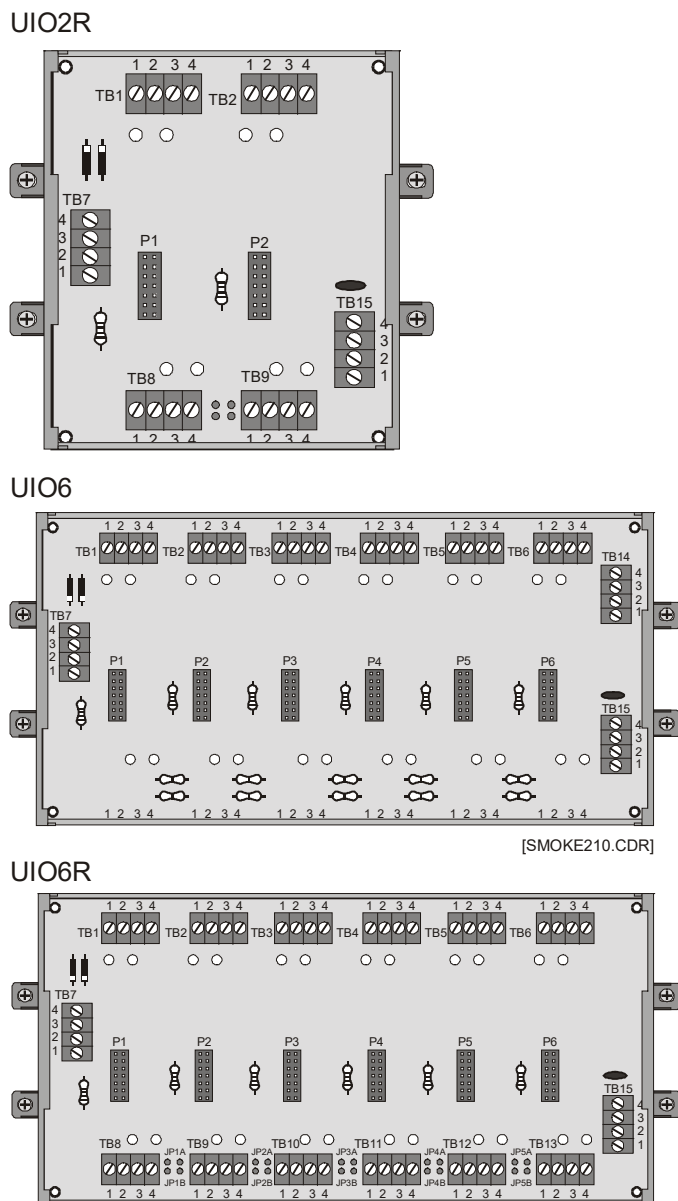 UIO2R
1 2 3 4 1 2 3 4
TB1 TB2
TB7
4
3
2
1
P1 P2
TB15
4
3
2
1
TB8 TB9
1 2 3 4 1 2 3 4
UIO6
1 2 3 4 1 2 3 4 1 2 3 4 1 2 3 4 1 2 3 4 1 2 3 4
TB1 TB2 TB3 TB4 TB5 TB6
TB14
4
3
2
1
TB7
4
3
2
1
P1 P2 P3 P4 P5 P6
TB15
4
3
2
1
1 2 3 4 1 2 3 4 1 2 3 4 1 2 3 4 1 2 3 4 1 2 3 4
[SMOKE210.CDR]
UIO6R
1 2 3 4 1 2 3 4 1 2 3 4 1 2 3 4 1 2 3 4 1 2 3 4
TB1 TB2 TB3 TB4 TB5 TB6
TB7
4
3
2
1
P1 P2 P3 P4 P5 P6
TB15
4
3
2
1
TB8 TB9 TB10 TB11 TB12 TB13
JP1A JP2A JP3A JP4A JP5A
JP1B JP2B JP3B JP4B JP5B
1 2 3 4 1 2 3 4 1 2 3 4 1 2 3 4 1 2 3 4 1 2 3 4